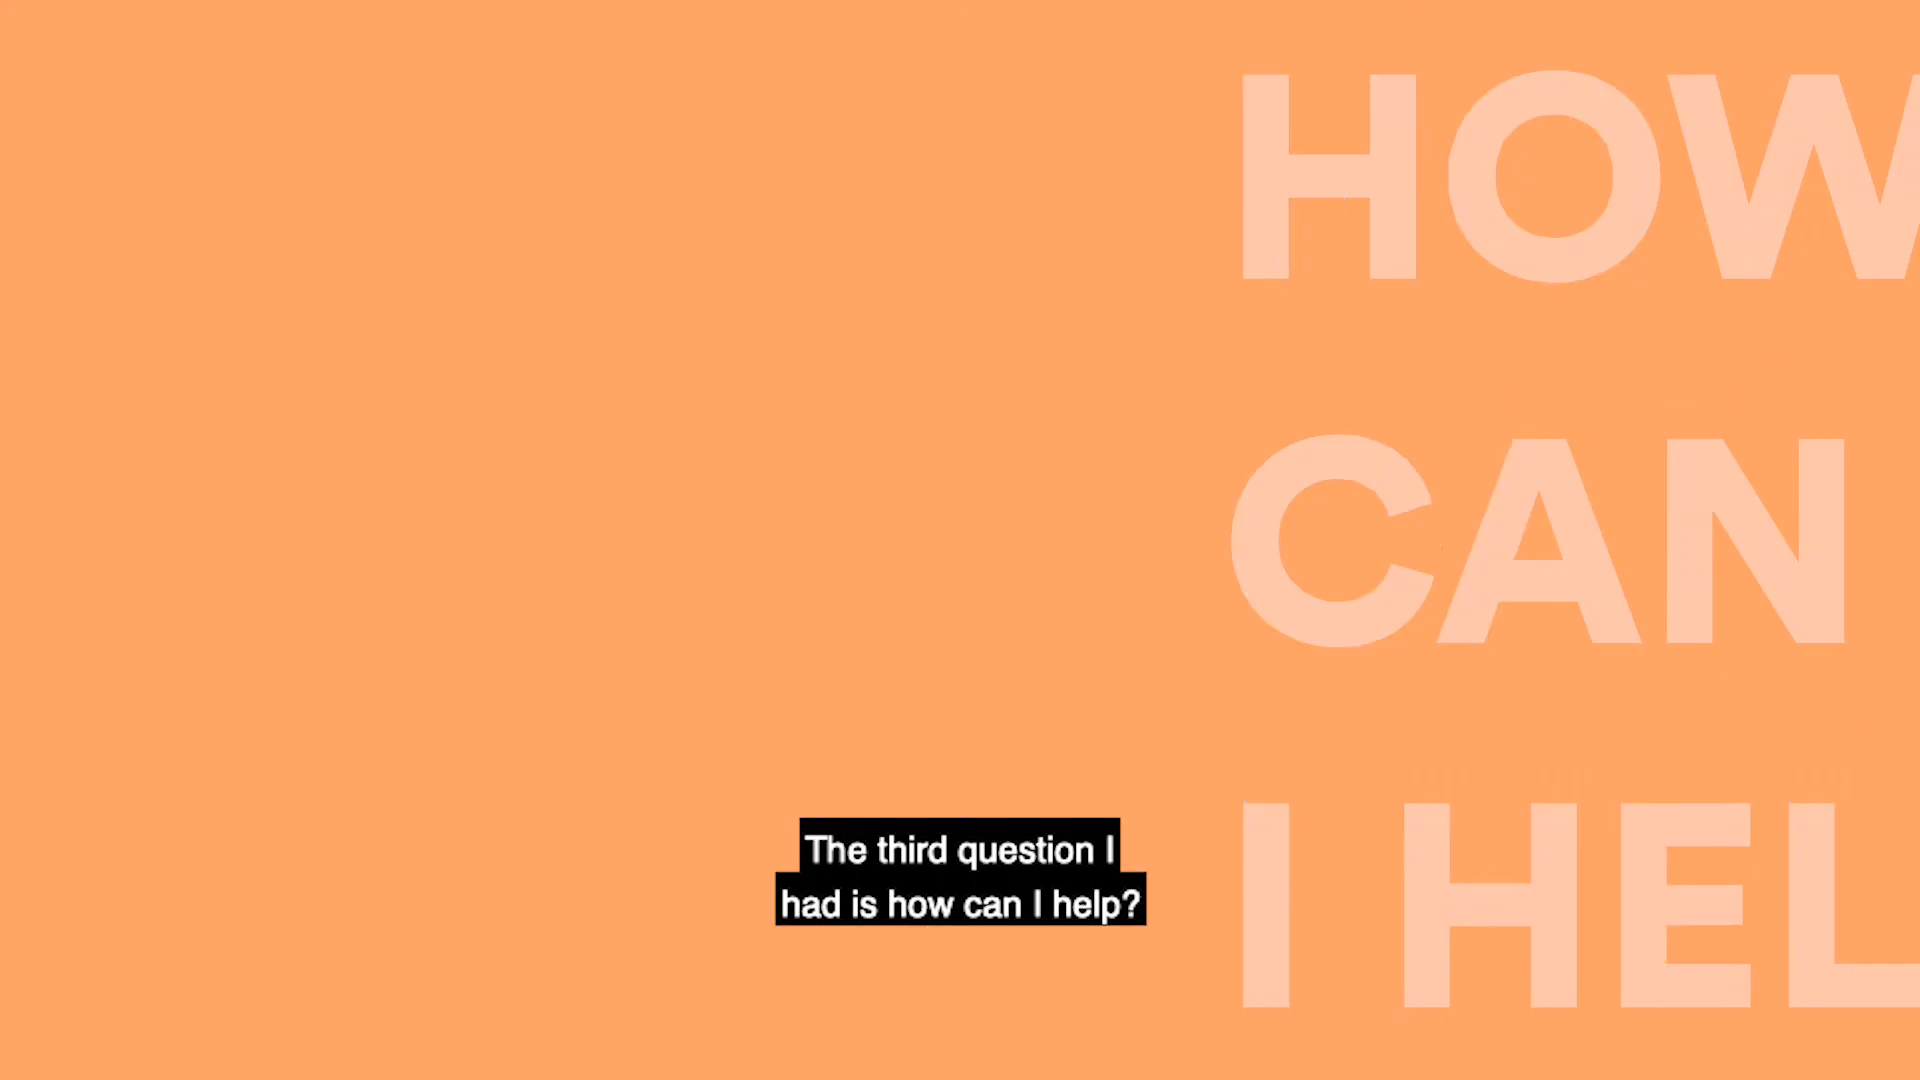 HOW
CAN
I HEL
The third question I
had is how can I help?